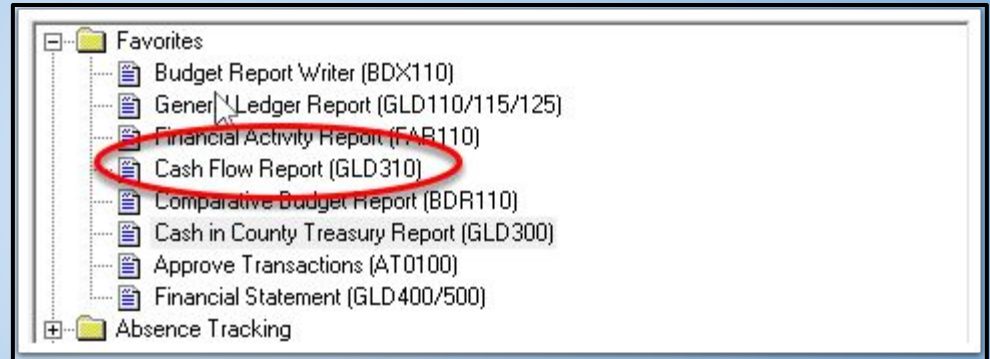 Favorites
Budget Report Writer (BDX110)
General Ledger Report (GLD110/115/125)
Financial Activity Report (FAR110)
Cash Flow Report (GLD310)
Comparative Budget Report (BDR110)
Cash in County Treasury Report (GLD300)
Approve Transactions (AT0100)
Financial Statement (GLD400/500)
Absence Tracking